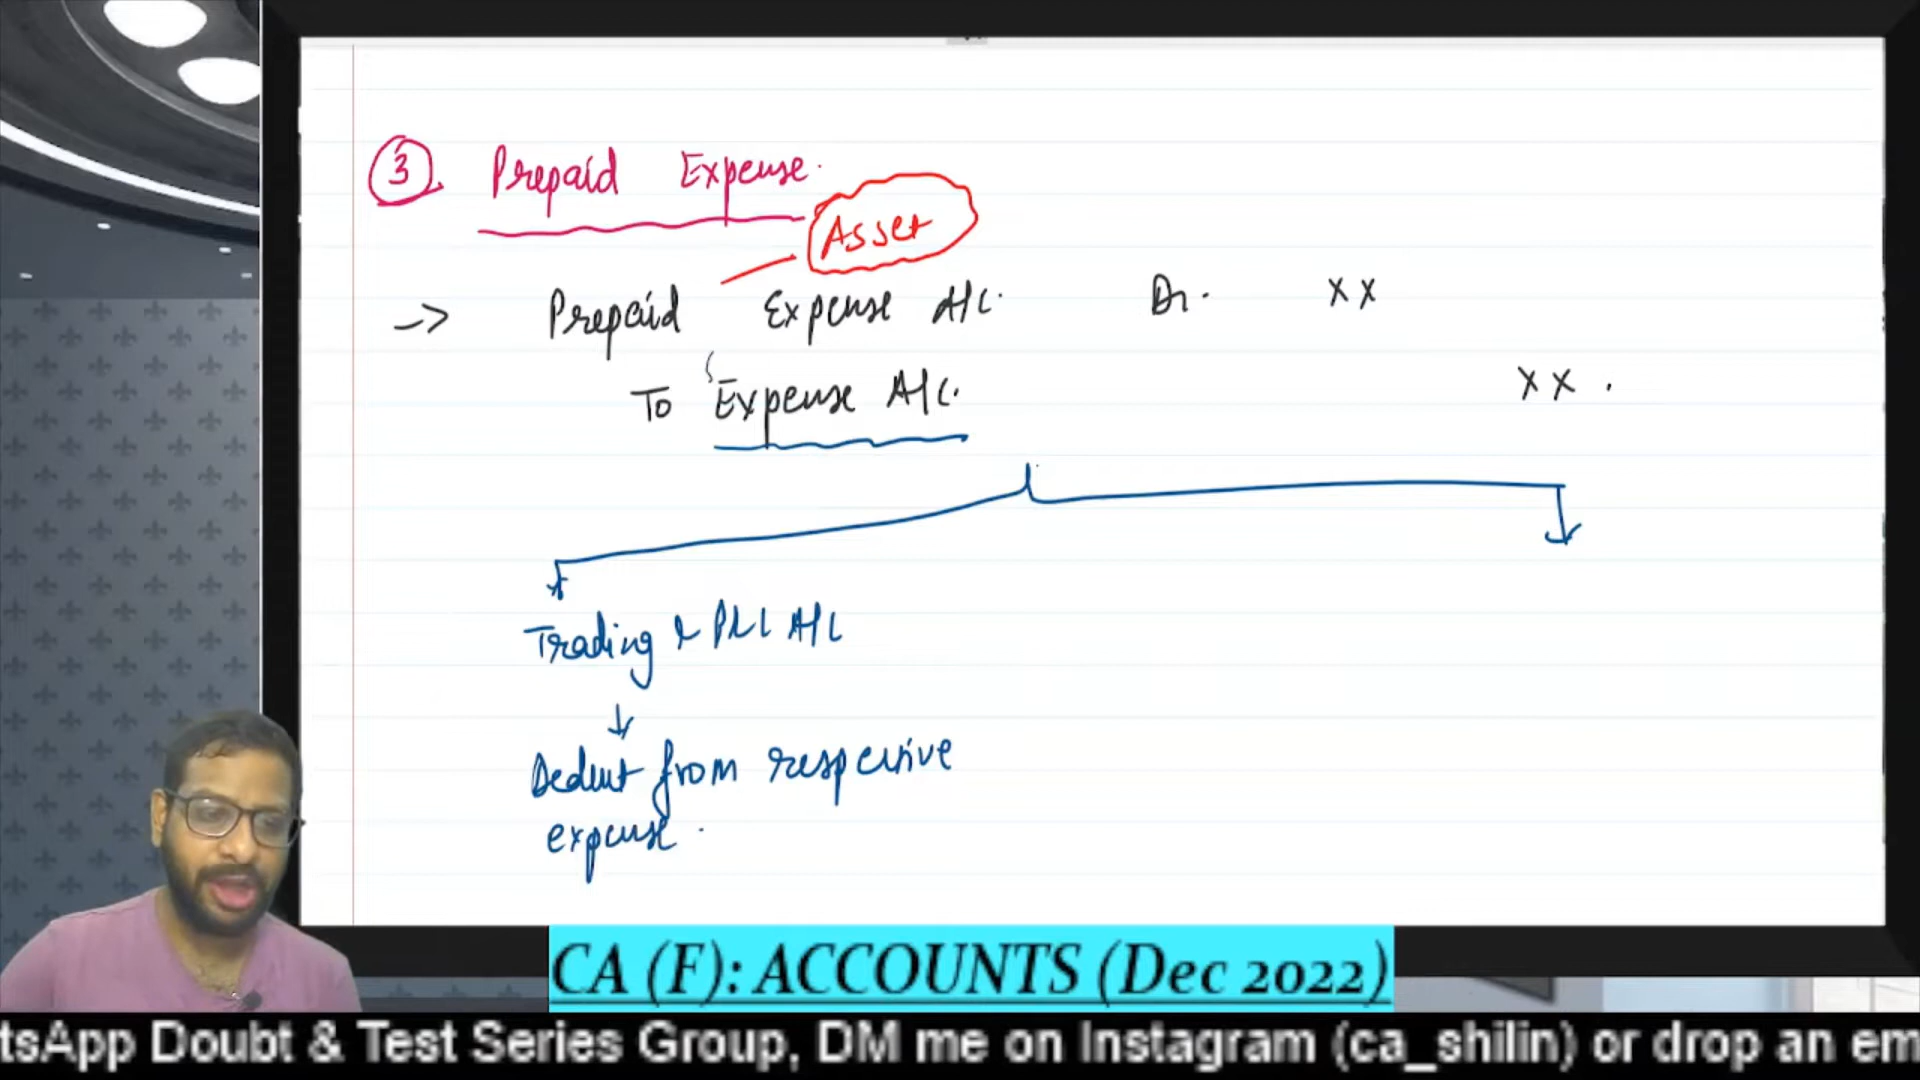 3. Prepaid Expense.
Asset
-> Prepaid Expense A/c. Dr. xx
To Expense A/c. xx.
Trading & P&L A/c
↓
Deduct from respective
expense.
CA (F): ACCOUNTS (Dec 2022)
tsApp Doubt & Test Series Group, DM me on Instagram (ca_shilin) or drop an em